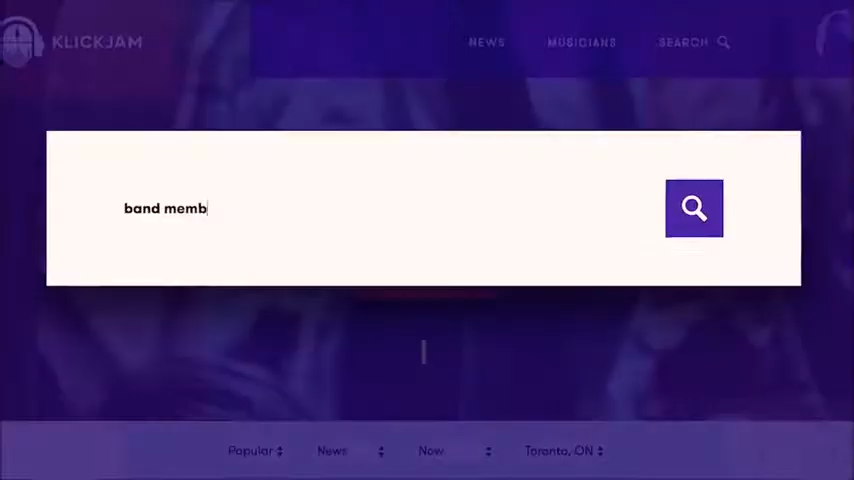 KLICKJAM
NEWS MUSICIANS SEARCH
band memb
Popular News Now Toronto, ON